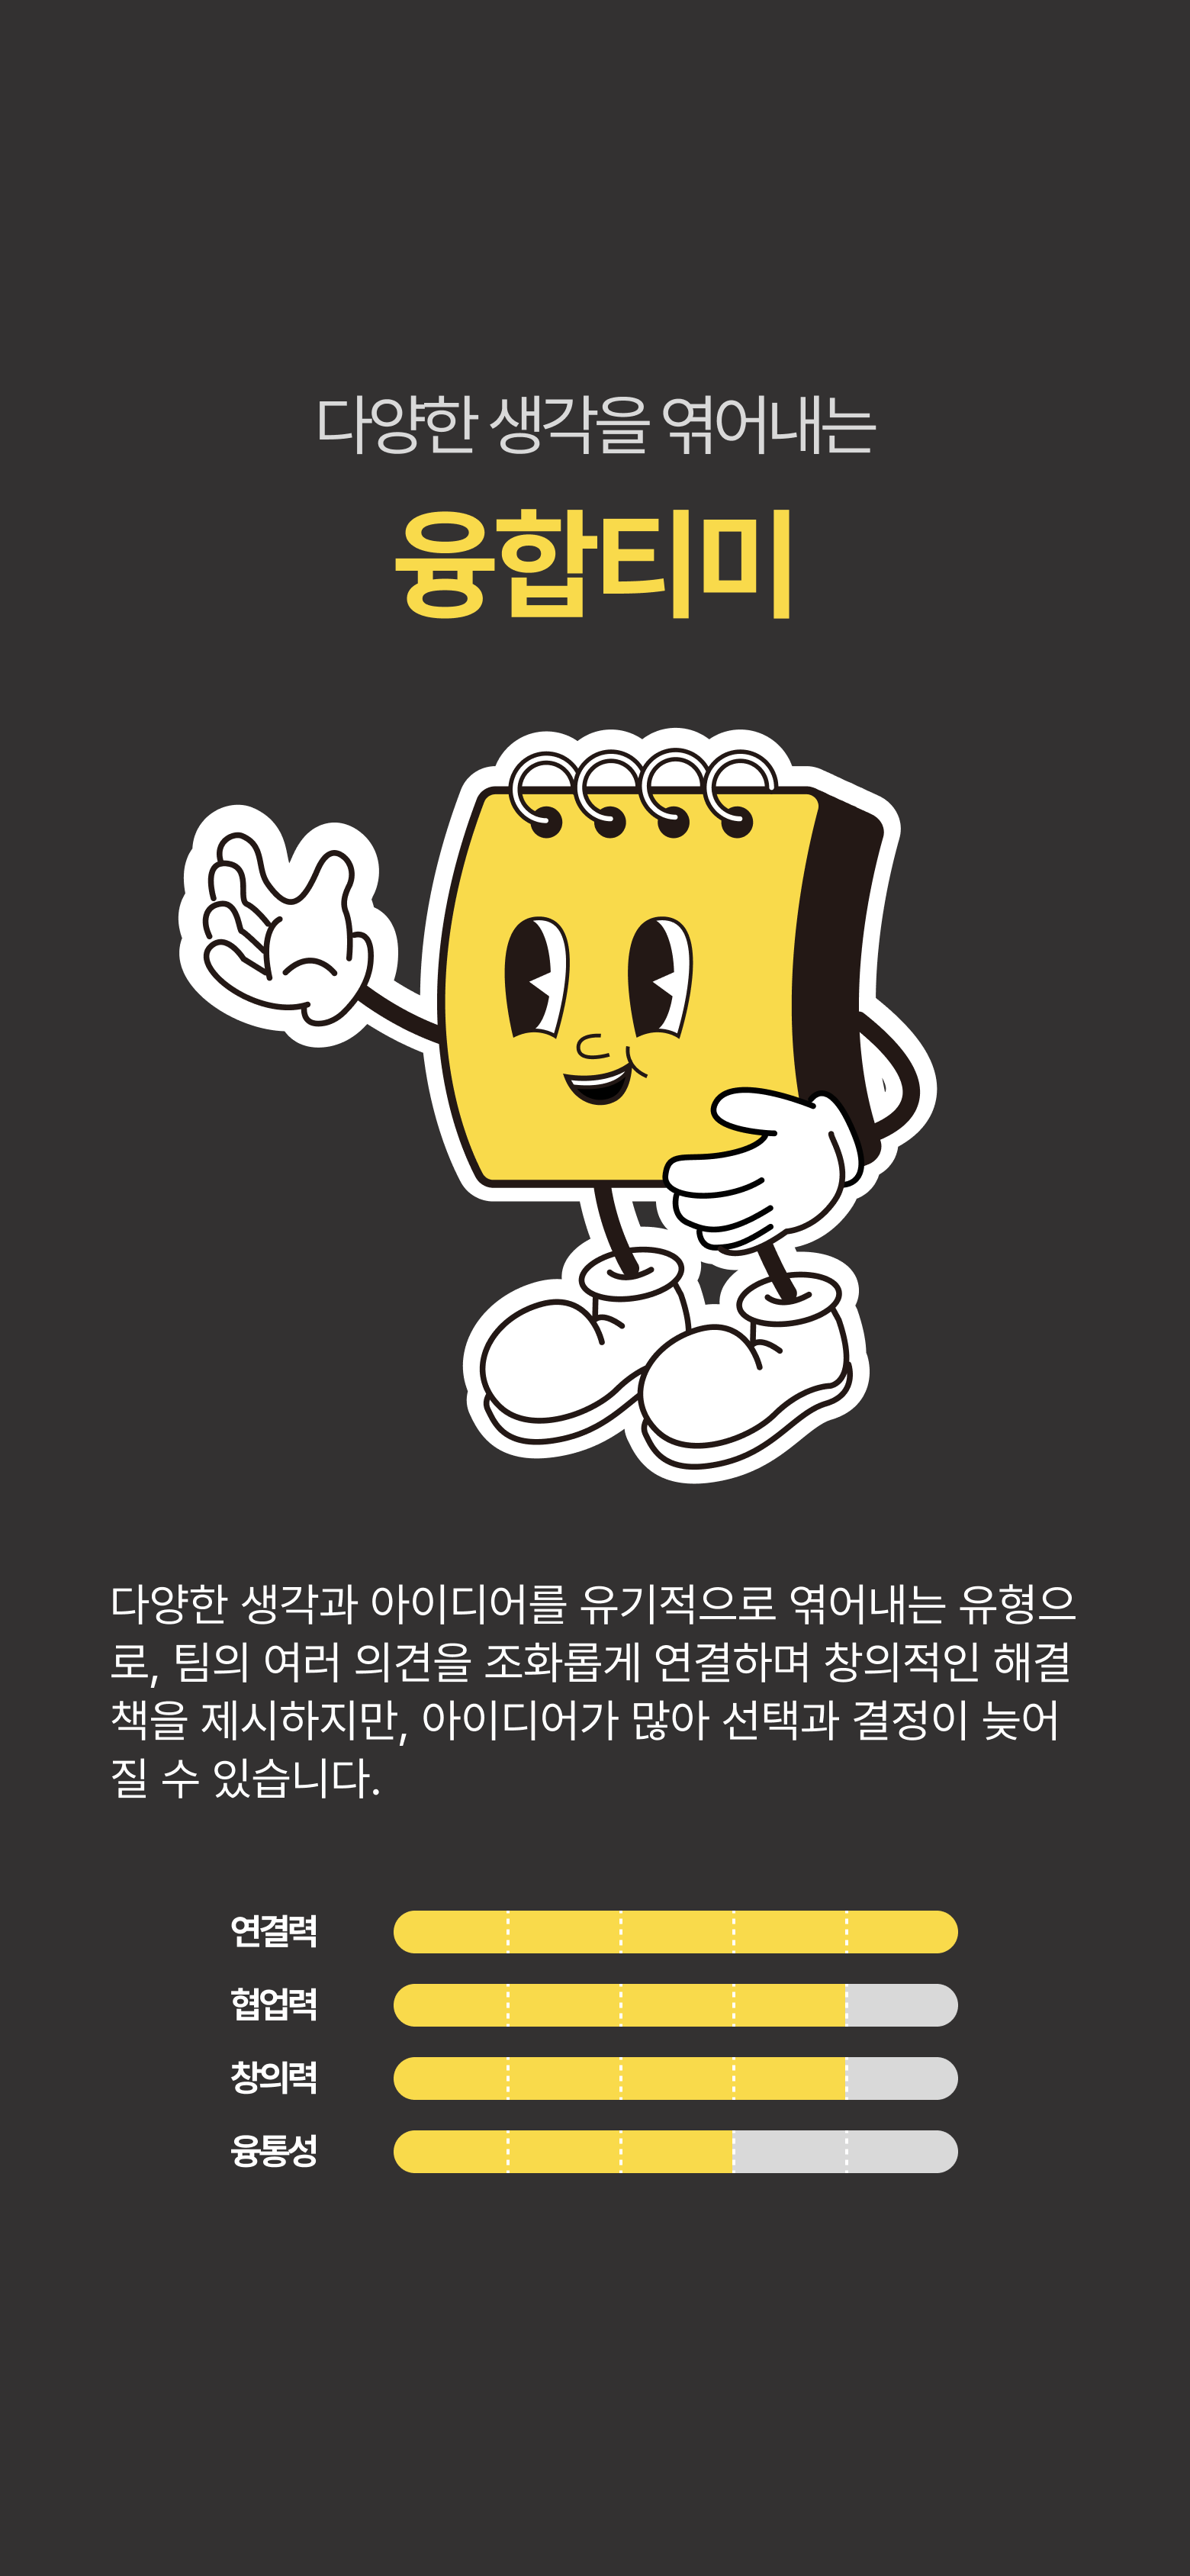 다양한 생각을 엮어내는
융합티미
다양한 생각과 아이디어를 유기적으로 엮어내는 유형으
로, 팀의 여러 의견을 조화롭게 연결하며 창의적인 해결
책을 제시하지만, 아이디어가 많아 선택과 결정이 늦어
질 수 있습니다.
연결력
협업력
창의력
융통성